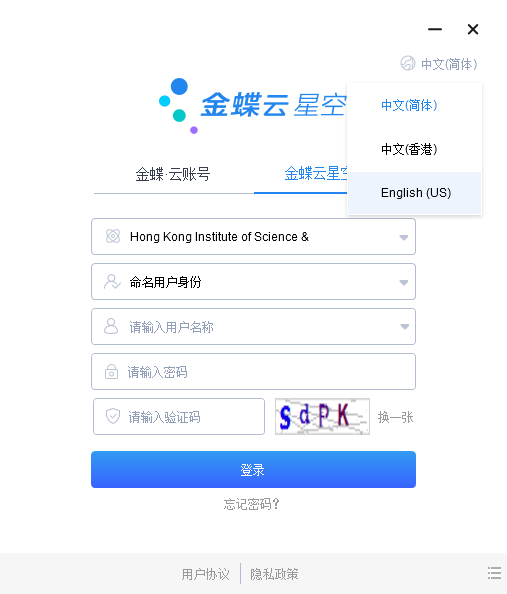 中文(简体)
金蝶云 星空
中文(简体)
中文(香港)
English (US)
金蝶·云账号
金蝶云星空
Hong Kong Institute of Science &
命名用户身份
请输入用户名称
请输入密码
请输入验证码
SdPK
换一张
登录
忘记密码?
用户协议
隐私政策